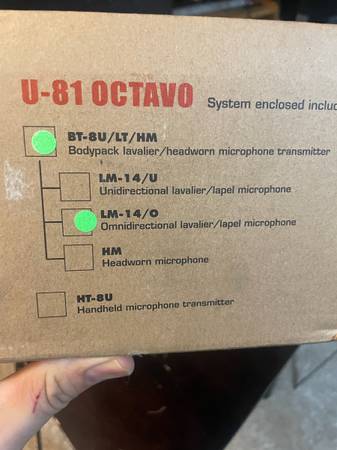 U-81 OCTAVO System enclosed
BT-8U/LT/HM
Bodypack lavalier/headworn microphone transmitter
LM-14/U
Unidirectional lavalier/lapel microphone
LM-14/O
Omnidirectional lavalier/lapel microphone
HM
Headworn microphone
HT-8U
Handheld microphone transmitter